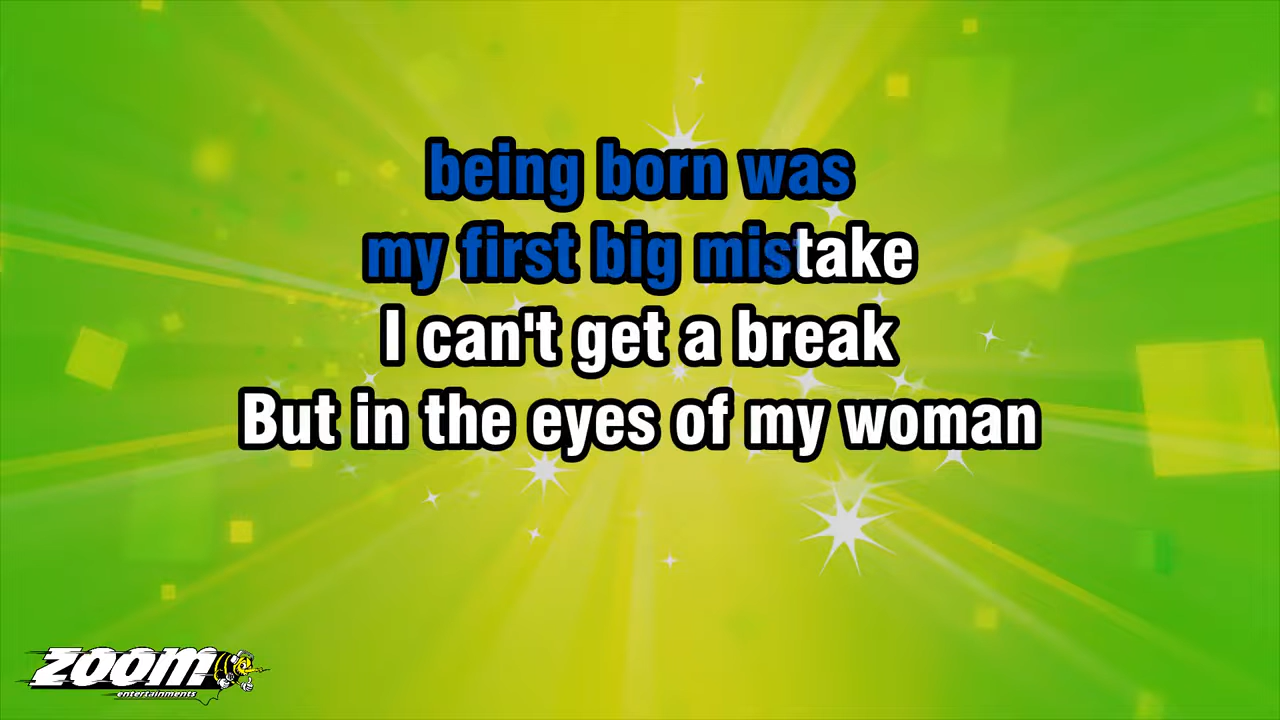 being born was
my first big mistake
I can't get a break
But in the eyes of my woman
ZOOM
entertainments